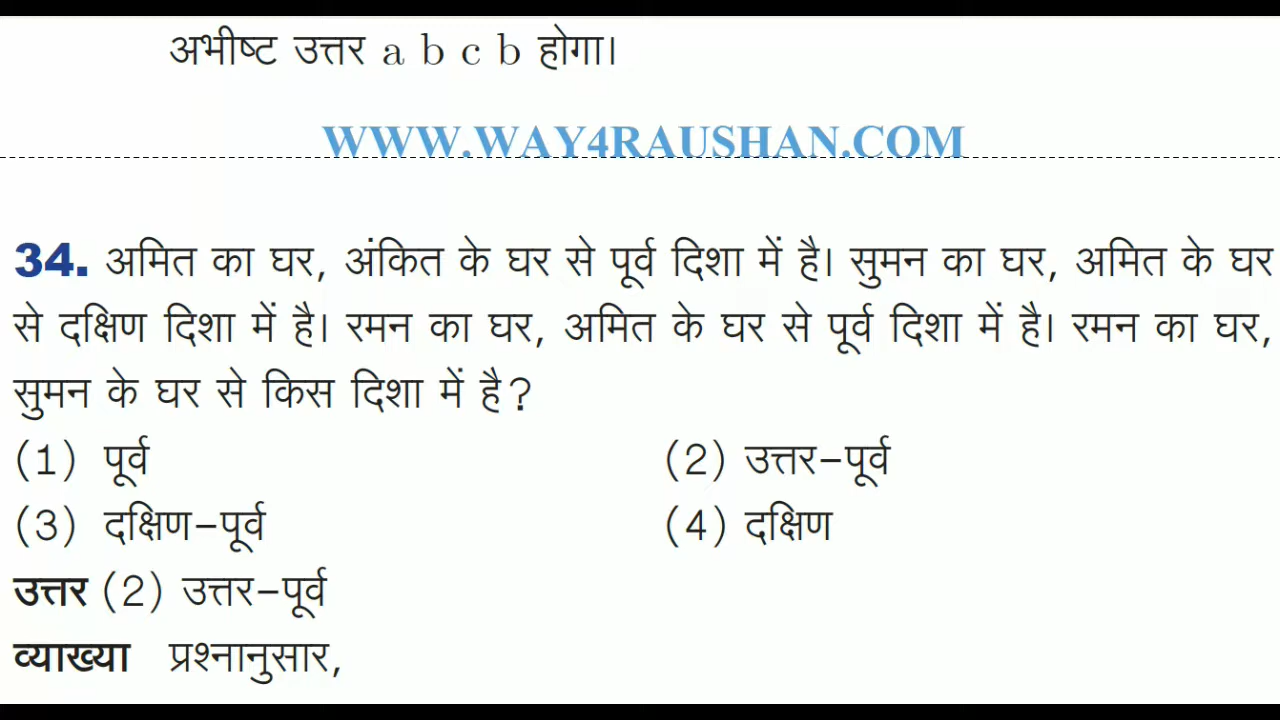 अभीष्ट उत्तर a b c b होगा।
WWW.WAY4RAUSHAN.COM
34. अमित का घर, अंकित के घर से पूर्व दिशा में है। सुमन का घर, अमित के घर
से दक्षिण दिशा में है। रमन का घर, अमित के घर से पूर्व दिशा में है। रमन का घर,
सुमन के घर से किस दिशा में है?
(1) पूर्व (2) उत्तर-पूर्व
(3) दक्षिण-पूर्व (4) दक्षिण
उत्तर (2) उत्तर-पूर्व
व्याख्या प्रश्नानुसार,